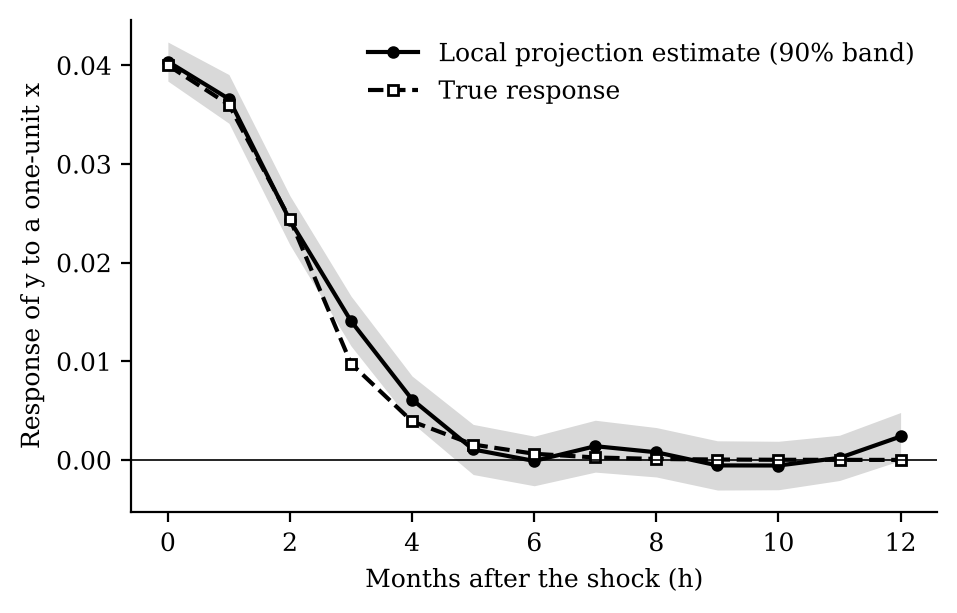 Local projection estimate (90% band)
True response
Response of y to a one-unit x
0.04
0.03
0.02
0.01
0.00
0 2 4 6 8 10 12
Months after the shock (h)